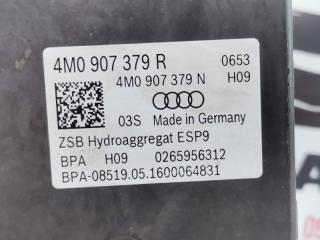 4M0 907 379 R 0653
4M0 907 379 N H09
03S Made in Germany
ZSB Hydroaggregat ESP9
BPA H09 0265956312
BPA-08519.05.1600064831